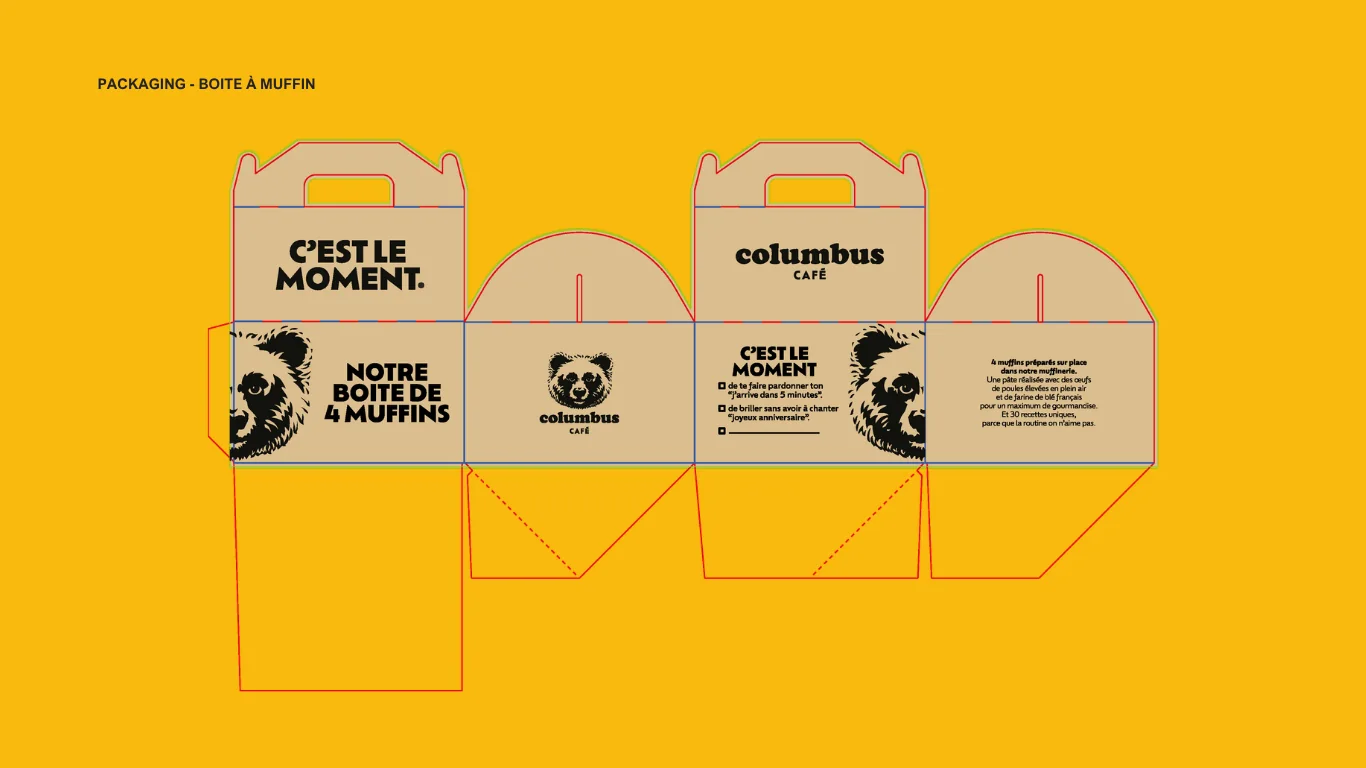 PACKAGING - BOITE À MUFFIN
C'EST LE
MOMENT.
columbus
CAFÉ
NOTRE
BOITE DE
4 MUFFINS
columbus
CAFÉ
C'EST LE
MOMENT
de te faire pardonner ton
"j'arrive dans 5 minutes".
de briller sans avoir à chanter
"joyeux anniversaire".
4 muffins préparés sur place
dans notre muffinerie.
Une pâte réalisée avec des œufs
de poules élevées en plein air
et de farine de blé français
pour un maximum de gourmandise.
Et 30 recettes uniques,
parce que la routine on n'aime pas.